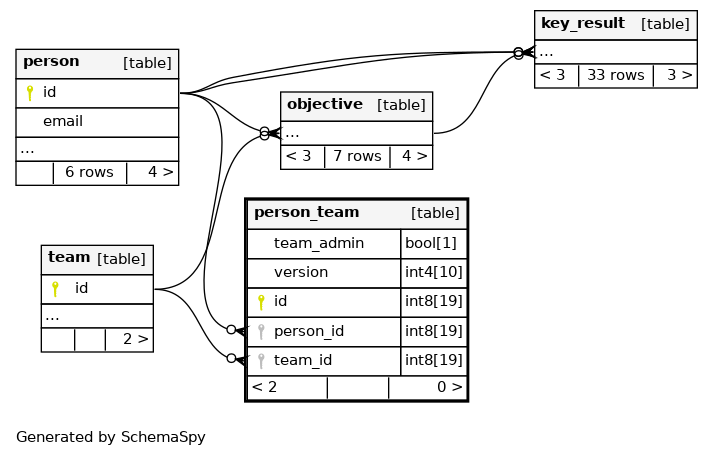 key_result [table]
...
< 3 33 rows 3 >
person [table]
id
email
...
6 rows 4 >
objective [table]
...
< 3 7 rows 4 >
person_team [table]
team_admin bool[1]
version int4[10]
id int8[19]
person_id int8[19]
team_id int8[19]
< 2 0 >
team [table]
id
...
2 >
Generated by SchemaSpy